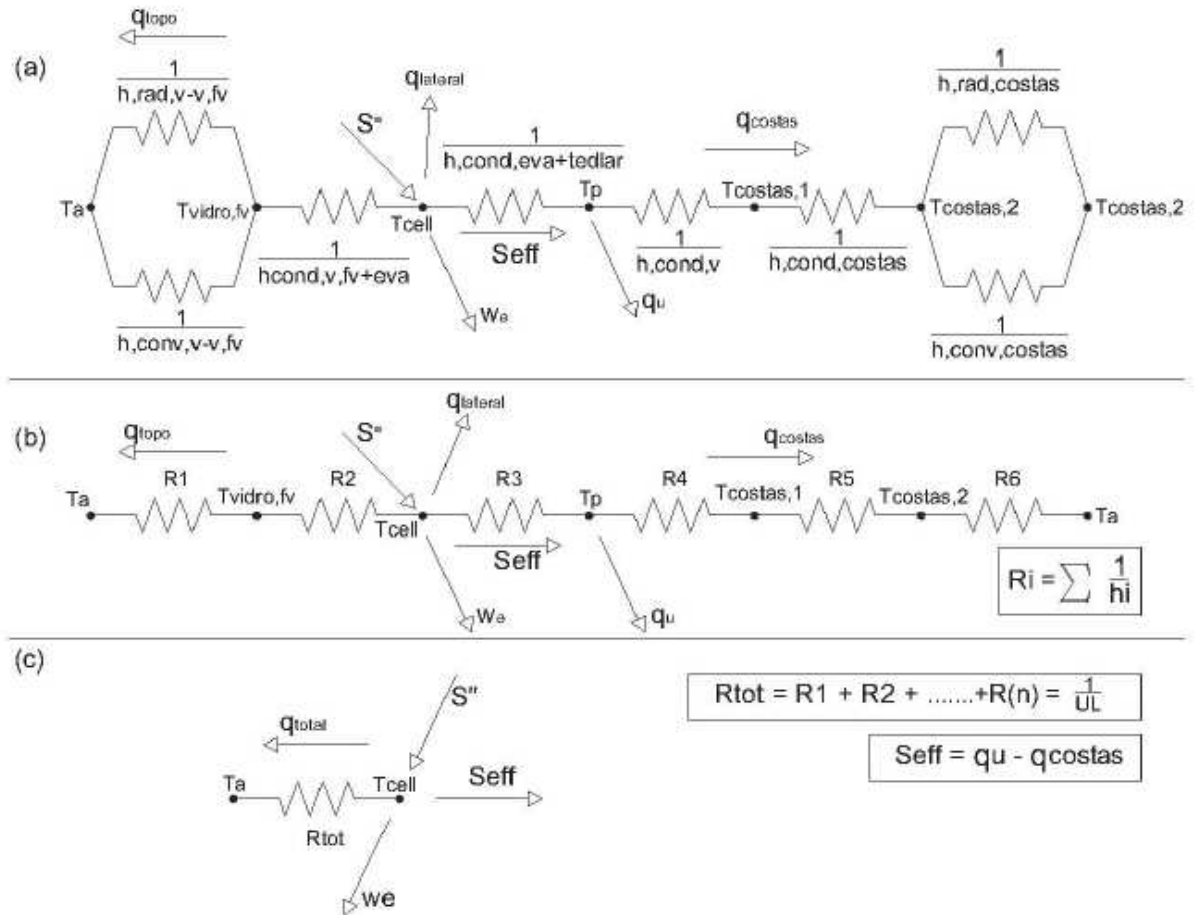 (a)
qtopo
1
h,rad,v-v,fv
Ta
Tvidro,fv
1
h,conv,v-v,fv
1
hcond,v,fv+eva
S"
qlateral
Tcell
1
h,cond,eva+tedlar
Seff
we
Tp
qu
1
h,cond,v
qcostas
Tcostas,1
1
h,cond,costas
Tcostas,2
1
h,rad,costas
1
h,conv,costas
Tcostas,2
(b)
qtopo
S"
qlateral
qcostas
Ta
R1
Tvidro,fv
R2
Tcell
R3
Tp
R4
Tcostas,1
R5
Tcostas,2
R6
Ta
Seff
we
qu
Ri = ∑ 1/hi
(c)
S"
qtotal
Ta
Tcell
Seff
Rtot
we
Rtot = R1 + R2 + .......+R(n) = 1/UL
Seff = qu - qcostas